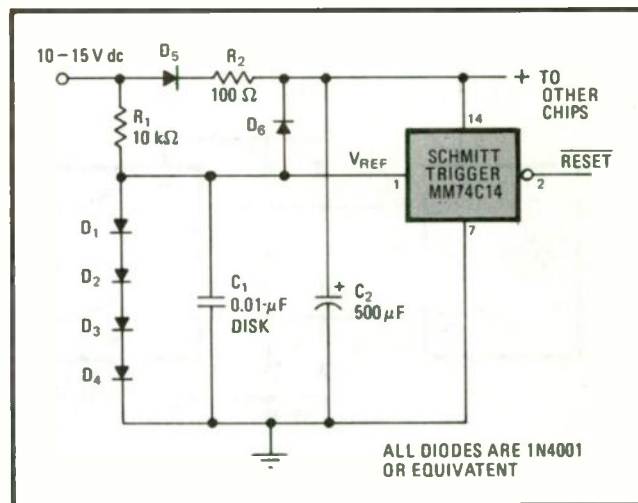 10–15 V dc
D5
R2
100 Ω
+ TO
OTHER
CHIPS
R1
10 kΩ
D6
14
VREF
1
SCHMITT
TRIGGER
MM74C14
RESET
2
7
D1
D2
D3
D4
C1
0.01-μF
DISK
+
C2
500 μF
ALL DIODES ARE 1N4001
OR EQUIVATENT